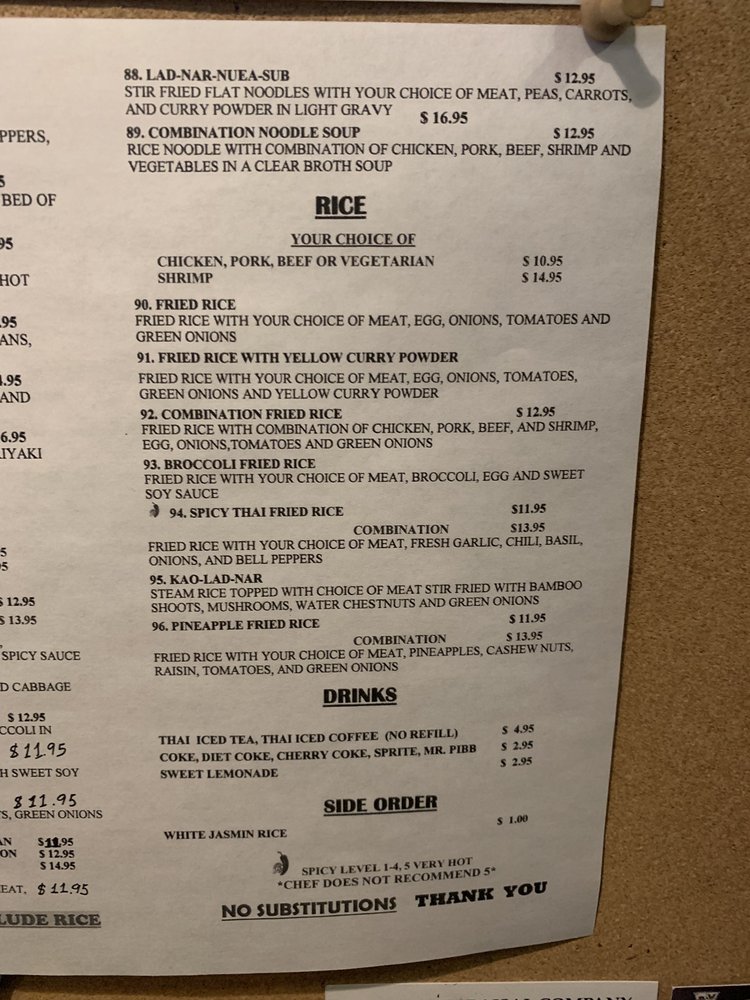 PPERS,
5
BED OF
95
HOT
.95
ANS,
.95
AND
6.95
IYAKI
5
5
$ 12.95
$ 13.95
SPICY SAUCE
D CABBAGE
$ 12.95
CCOLI IN
$11.95
H SWEET SOY
$11.95
S, GREEN ONIONS
AN $11.95
ON $ 12.95
$ 14.95
EAT, $11.95
LUDE RICE
88. LAD-NAR-NUEA-SUB $ 12.95
STIR FRIED FLAT NOODLES WITH YOUR CHOICE OF MEAT, PEAS, CARROTS,
AND CURRY POWDER IN LIGHT GRAVY $ 16.95
89. COMBINATION NOODLE SOUP $ 12.95
RICE NOODLE WITH COMBINATION OF CHICKEN, PORK, BEEF, SHRIMP AND
VEGETABLES IN A CLEAR BROTH SOUP
RICE
YOUR CHOICE OF
CHICKEN, PORK, BEEF OR VEGETARIAN $ 10.95
SHRIMP $ 14.95
90. FRIED RICE
FRIED RICE WITH YOUR CHOICE OF MEAT, EGG, ONIONS, TOMATOES AND
GREEN ONIONS
91. FRIED RICE WITH YELLOW CURRY POWDER
FRIED RICE WITH YOUR CHOICE OF MEAT, EGG, ONIONS, TOMATOES,
GREEN ONIONS AND YELLOW CURRY POWDER
92. COMBINATION FRIED RICE $ 12.95
FRIED RICE WITH COMBINATION OF CHICKEN, PORK, BEEF, AND SHRIMP,
EGG, ONIONS,TOMATOES AND GREEN ONIONS
93. BROCCOLI FRIED RICE
FRIED RICE WITH YOUR CHOICE OF MEAT, BROCCOLI, EGG AND SWEET
SOY SAUCE
94. SPICY THAI FRIED RICE $11.95
COMBINATION $13.95
FRIED RICE WITH YOUR CHOICE OF MEAT, FRESH GARLIC, CHILI, BASIL,
ONIONS, AND BELL PEPPERS
95. KAO-LAD-NAR
STEAM RICE TOPPED WITH CHOICE OF MEAT STIR FRIED WITH BAMBOO
SHOOTS, MUSHROOMS, WATER CHESTNUTS AND GREEN ONIONS
96. PINEAPPLE FRIED RICE $ 11.95
COMBINATION $ 13.95
FRIED RICE WITH YOUR CHOICE OF MEAT, PINEAPPLES, CASHEW NUTS,
RAISIN, TOMATOES, AND GREEN ONIONS
DRINKS
THAI ICED TEA, THAI ICED COFFEE (NO REFILL) $ 4.95
COKE, DIET COKE, CHERRY COKE, SPRITE, MR. PIBB $ 2.95
SWEET LEMONADE $ 2.95
SIDE ORDER
WHITE JASMIN RICE $ 1.00
SPICY LEVEL 1-4, 5 VERY HOT
*CHEF DOES NOT RECOMMEND 5*
NO SUBSTITUTIONS THANK YOU
COMPANY